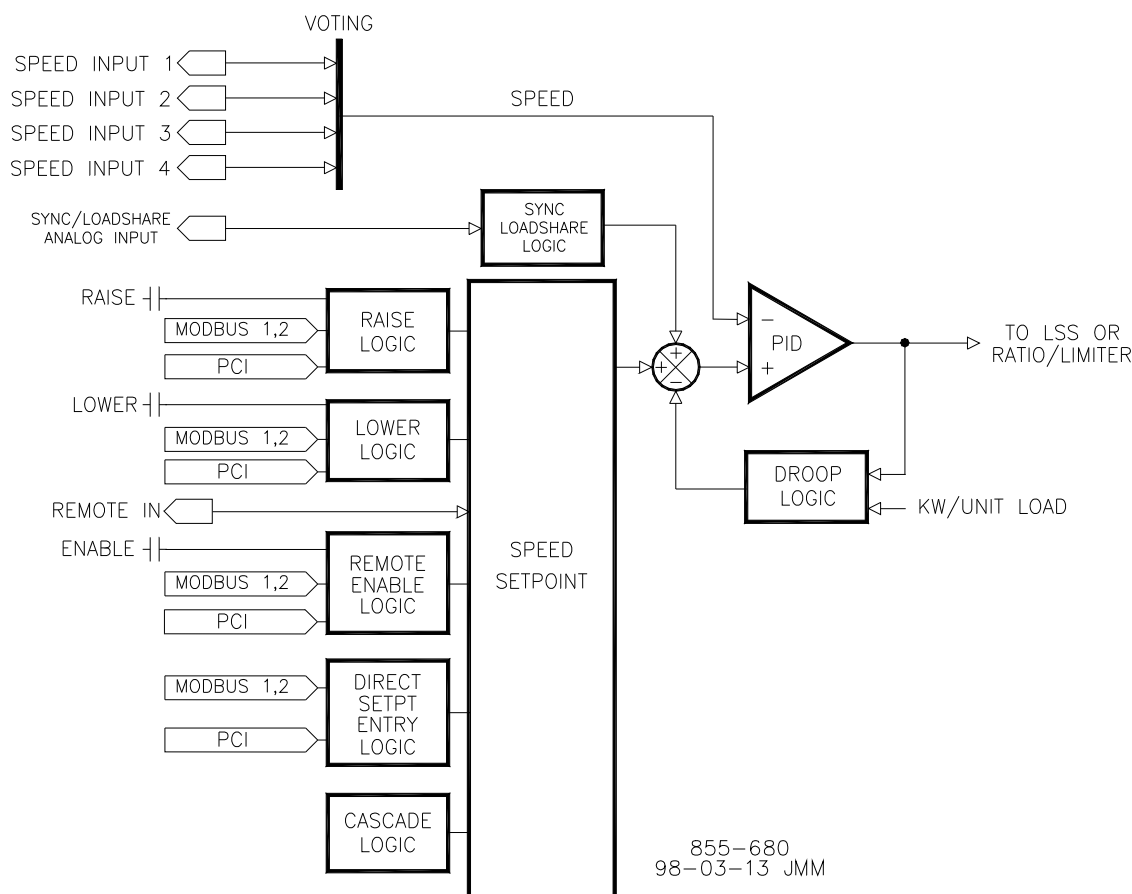 VOTING
SPEED INPUT 1
SPEED INPUT 2
SPEED INPUT 3
SPEED INPUT 4
SPEED
SYNC/LOADSHARE
ANALOG INPUT
SYNC
LOADSHARE
LOGIC
RAISE
MODBUS 1,2
PCI
RAISE
LOGIC
LOWER
MODBUS 1,2
PCI
LOWER
LOGIC
REMOTE IN
ENABLE
MODBUS 1,2
PCI
REMOTE
ENABLE
LOGIC
MODBUS 1,2
PCI
DIRECT
SETPT
ENTRY
LOGIC
CASCADE
LOGIC
SPEED
SETPOINT
+
+
−
−
PID
+
TO LSS OR
RATIO/LIMITER
DROOP
LOGIC
KW/UNIT LOAD
855-680
98-03-13 JMM